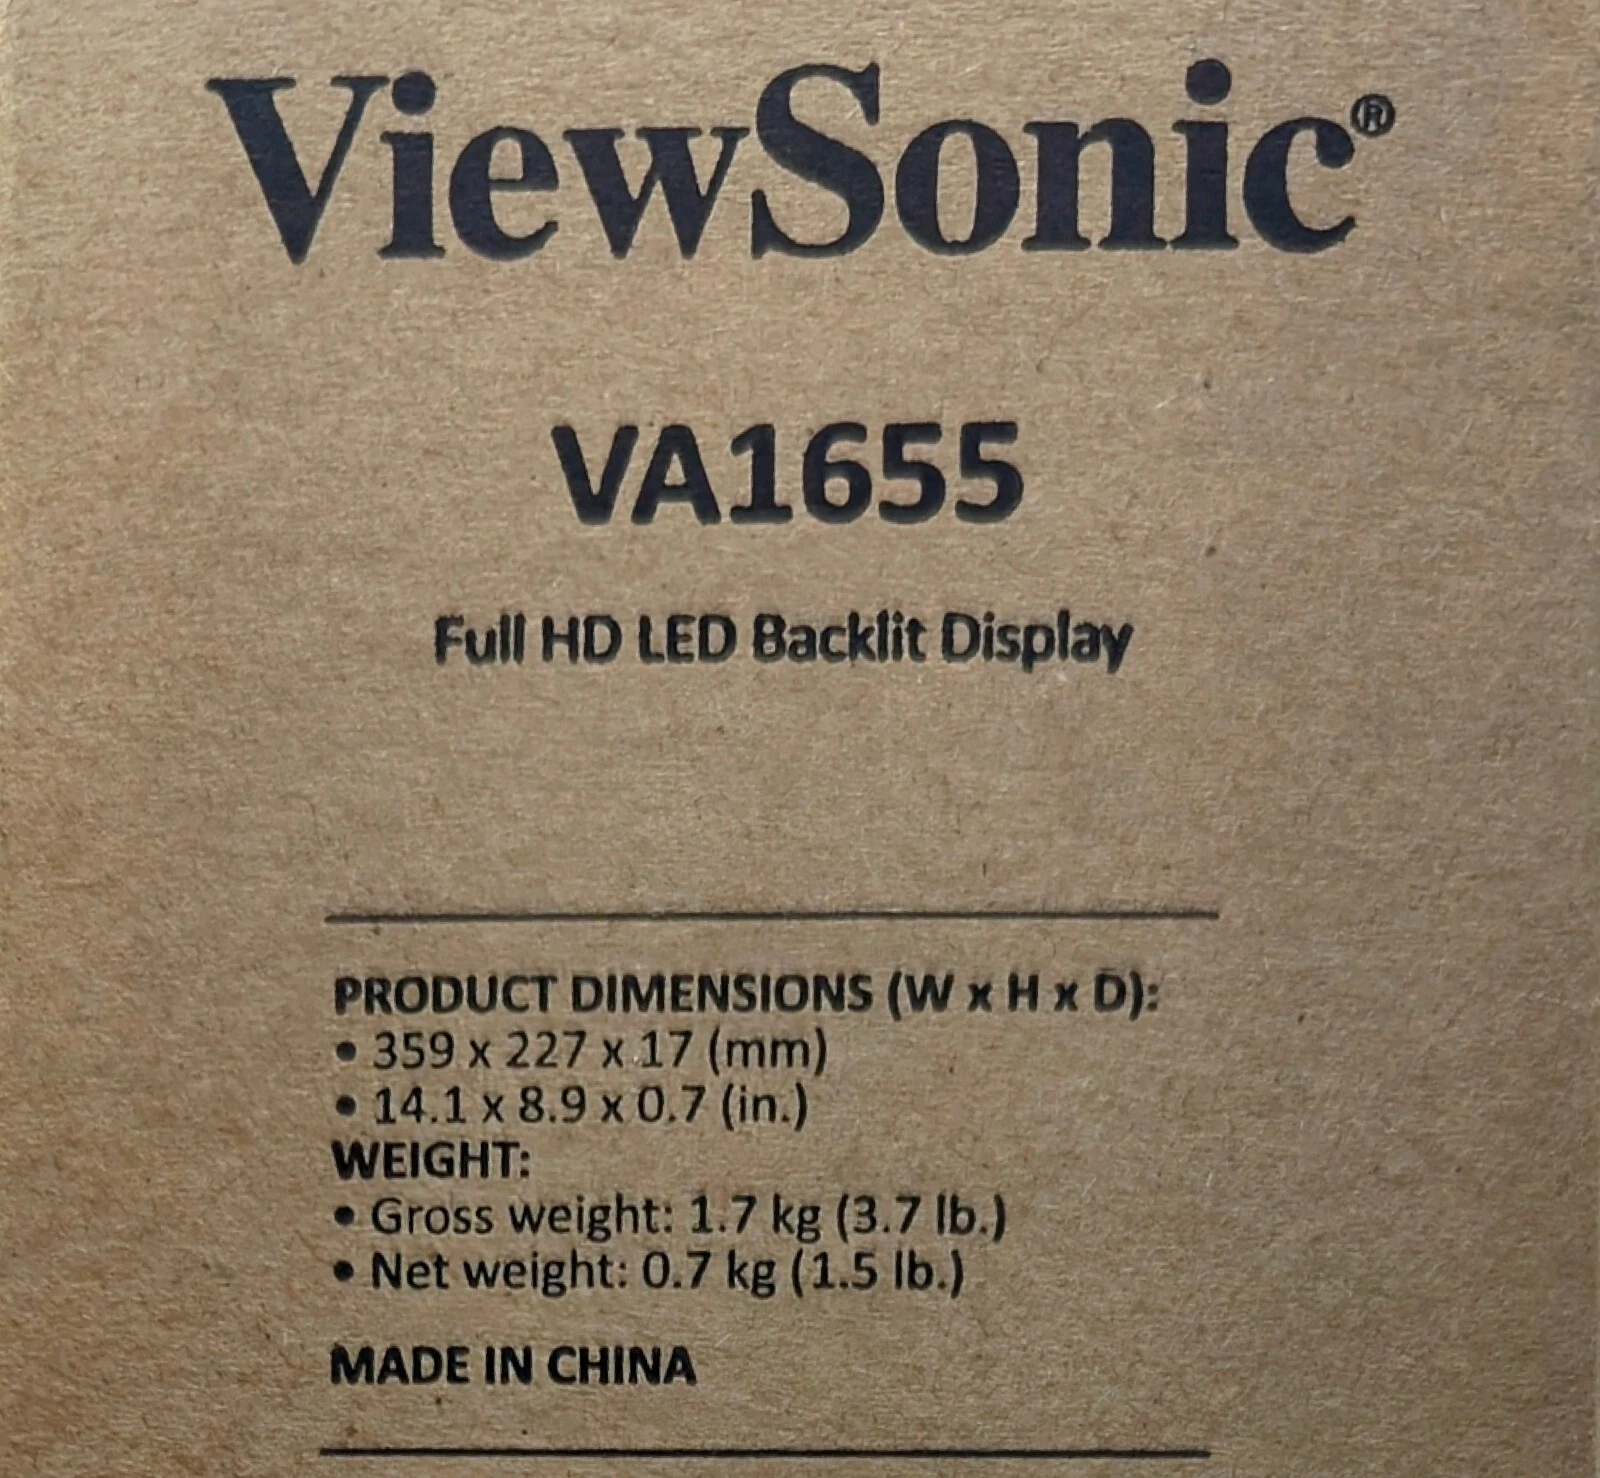 ViewSonic®
VA1655
Full HD LED Backlit Display
PRODUCT DIMENSIONS (W x H x D):
• 359 x 227 x 17 (mm)
• 14.1 x 8.9 x 0.7 (in.)
WEIGHT:
• Gross weight: 1.7 kg (3.7 lb.)
• Net weight: 0.7 kg (1.5 lb.)
MADE IN CHINA